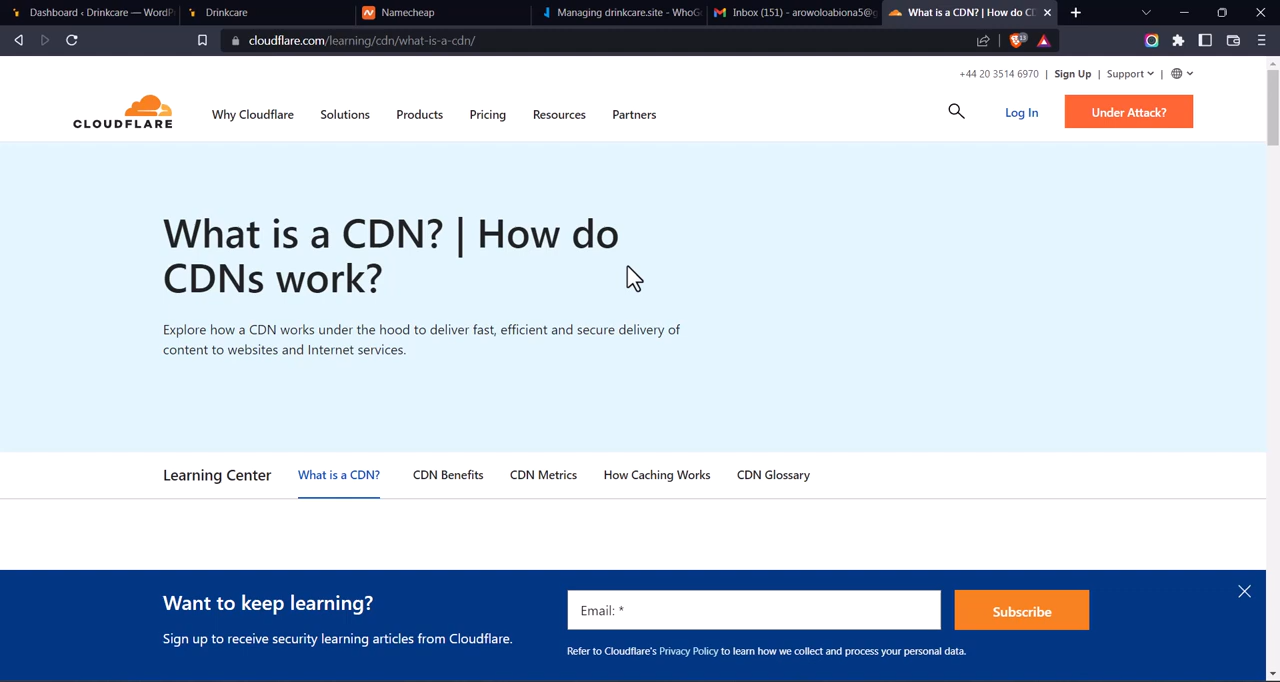 Dashboard ‹ Drinkcare — WordPr
Drinkcare
Namecheap
Managing drinkcare.site - WhoG
Inbox (151) - arowoloabiona5@g
What is a CDN? | How do CD
cloudflare.com/learning/cdn/what-is-a-cdn/
13
+44 20 3514 6970 | Sign Up | Support |
CLOUDFLARE
Why Cloudflare
Solutions
Products
Pricing
Resources
Partners
Log In
Under Attack?
What is a CDN? | How do
CDNs work?
Explore how a CDN works under the hood to deliver fast, efficient and secure delivery of
content to websites and Internet services.
Learning Center
What is a CDN?
CDN Benefits
CDN Metrics
How Caching Works
CDN Glossary
Want to keep learning?
Sign up to receive security learning articles from Cloudflare.
Email: *
Subscribe
Refer to Cloudflare's Privacy Policy to learn how we collect and process your personal data.